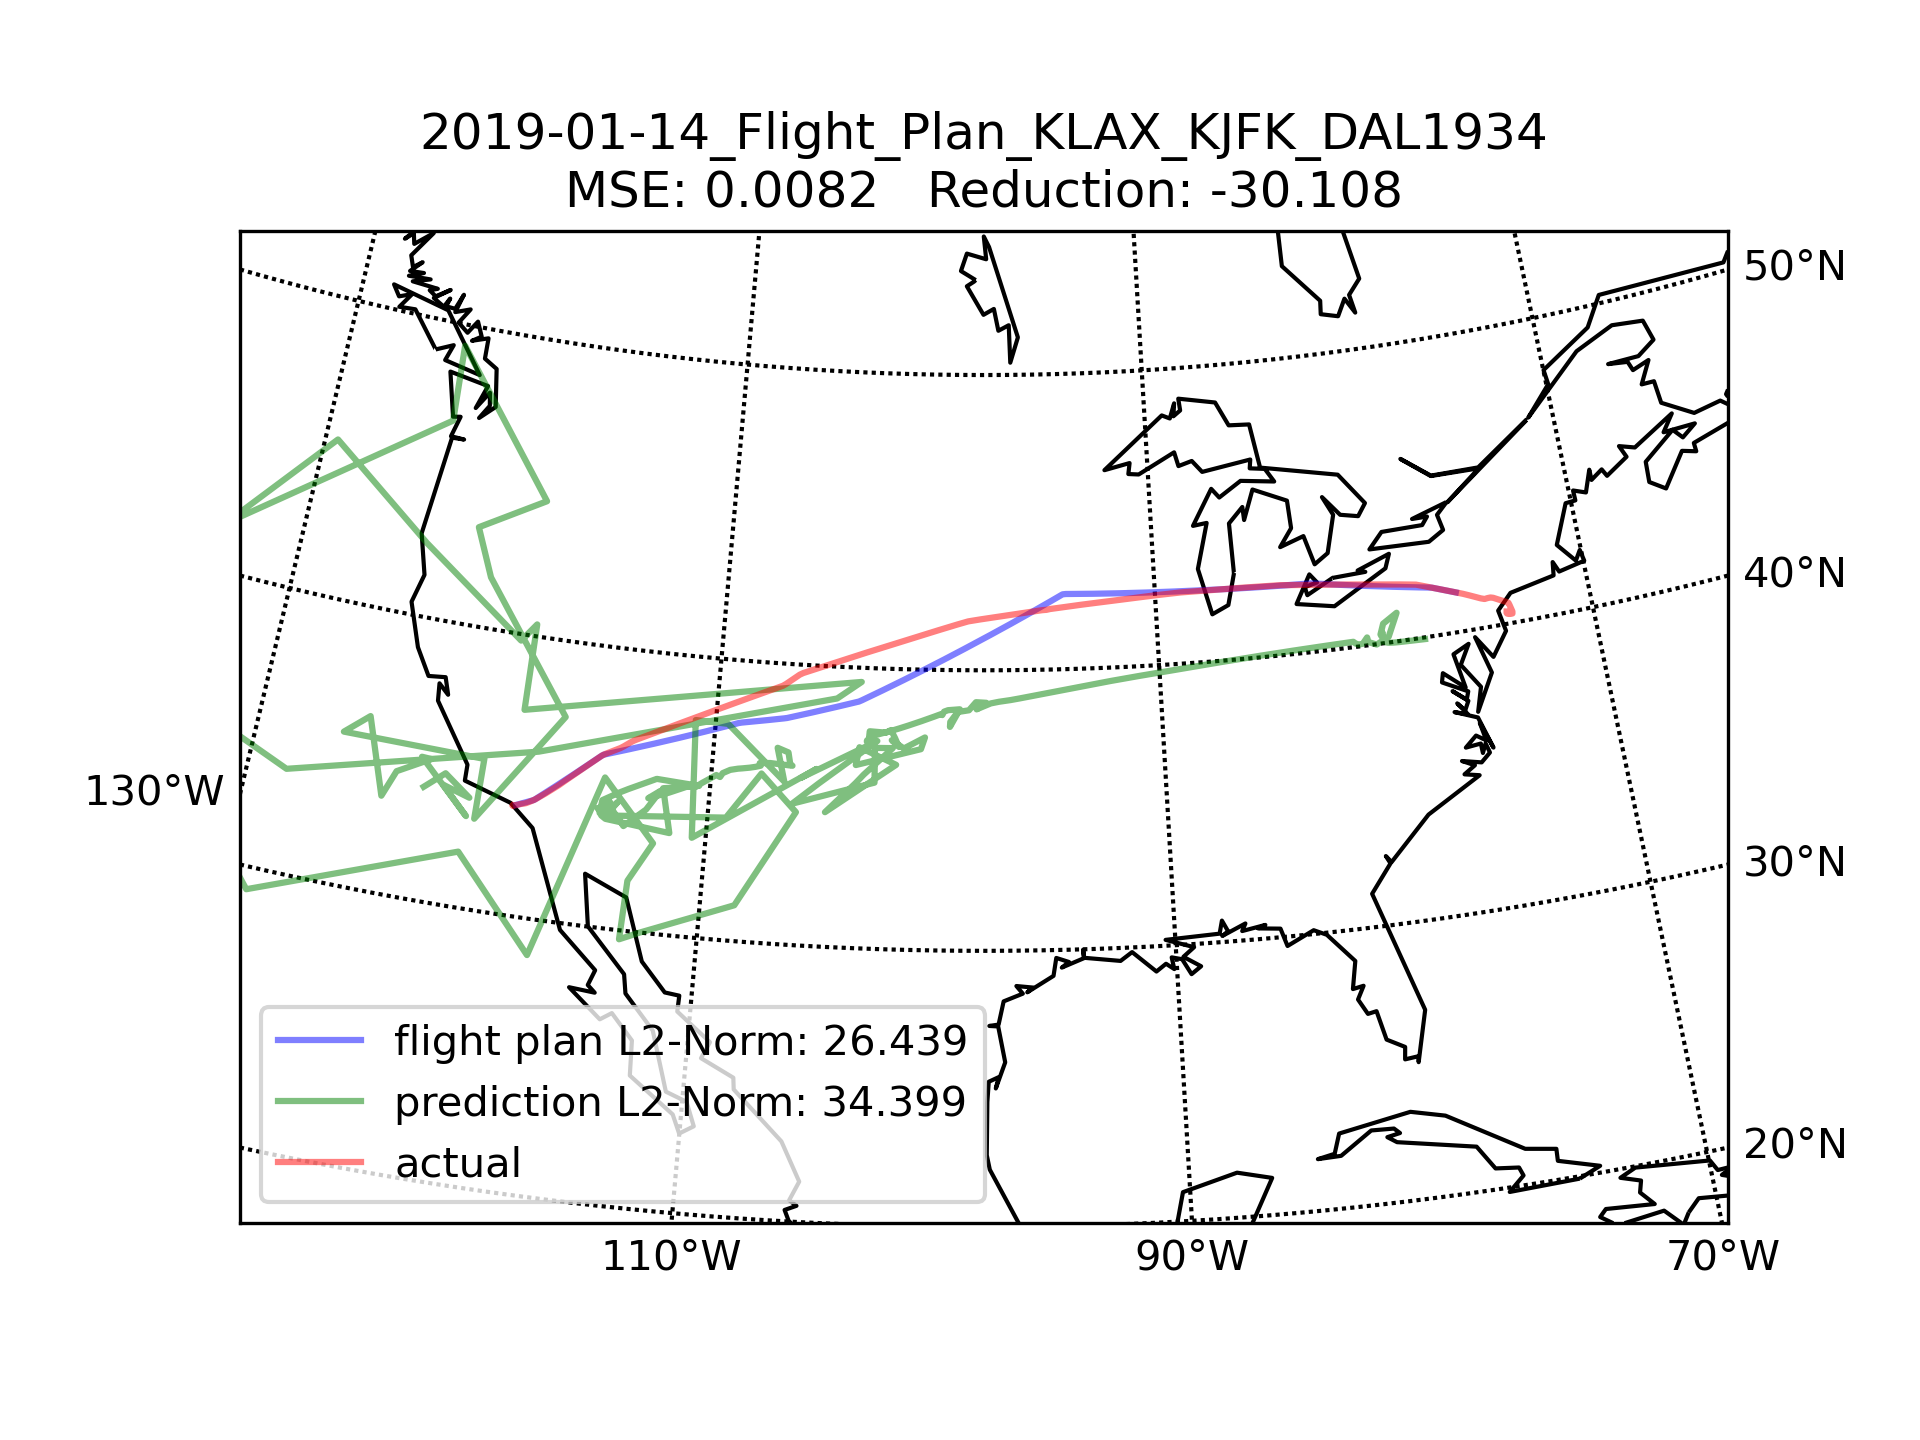 2019-01-14_Flight_Plan_KLAX_KJFK_DAL1934
MSE: 0.0082   Reduction: -30.108
50°N
40°N
130°W
30°N
20°N
flight plan L2-Norm: 26.439
prediction L2-Norm: 34.399
actual
110°W
90°W
70°W